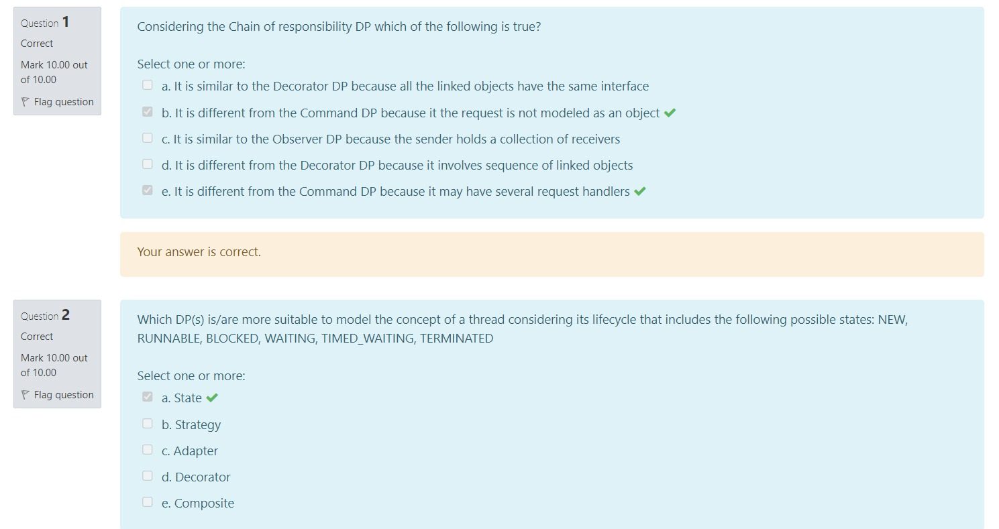 Question 1
Correct
Mark 10.00 out
of 10.00
Flag question
Considering the Chain of responsibility DP which of the following is true?
Select one or more:
a. It is similar to the Decorator DP because all the linked objects have the same interface
b. It is different from the Command DP because it the request is not modeled as an object
c. It is similar to the Observer DP because the sender holds a collection of receivers
d. It is different from the Decorator DP because it involves sequence of linked objects
e. It is different from the Command DP because it may have several request handlers
Your answer is correct.
Question 2
Correct
Mark 10.00 out
of 10.00
Flag question
Which DP(s) is/are more suitable to model the concept of a thread considering its lifecycle that includes the following possible states: NEW,
RUNNABLE, BLOCKED, WAITING, TIMED_WAITING, TERMINATED
Select one or more:
a. State
b. Strategy
c. Adapter
d. Decorator
e. Composite